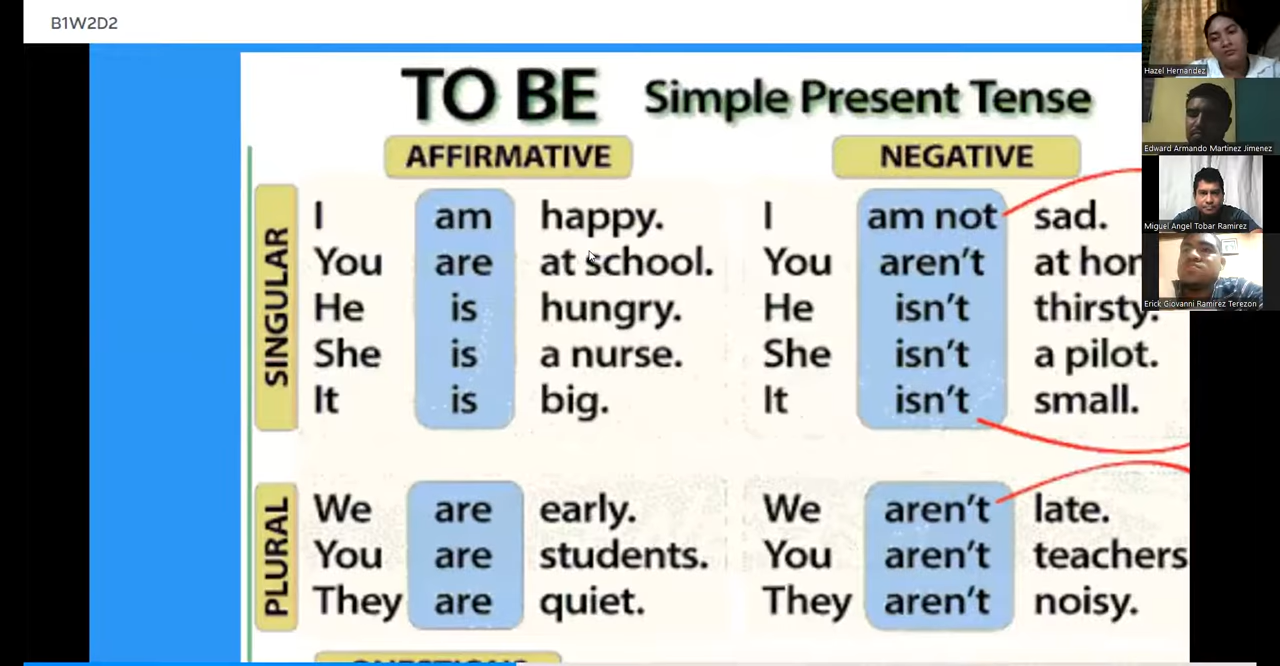 B1W2D2
TO BE Simple Present Tense
AFFIRMATIVE NEGATIVE
SINGULAR
I am happy. I am not sad.
You are at school. You aren't at hor
He is hungry. He isn't thirsty.
She is a nurse. She isn't a pilot.
It is big. It isn't small.
PLURAL
We are early. We aren't late.
You are students. You aren't teachers
They are quiet. They aren't noisy.
QUESTIONS
Hazel Hernandez
Edward Armando Martinez Jimenez
Miguel Angel Tobar Ramirez
Erick Giovanni Ramirez Terezon